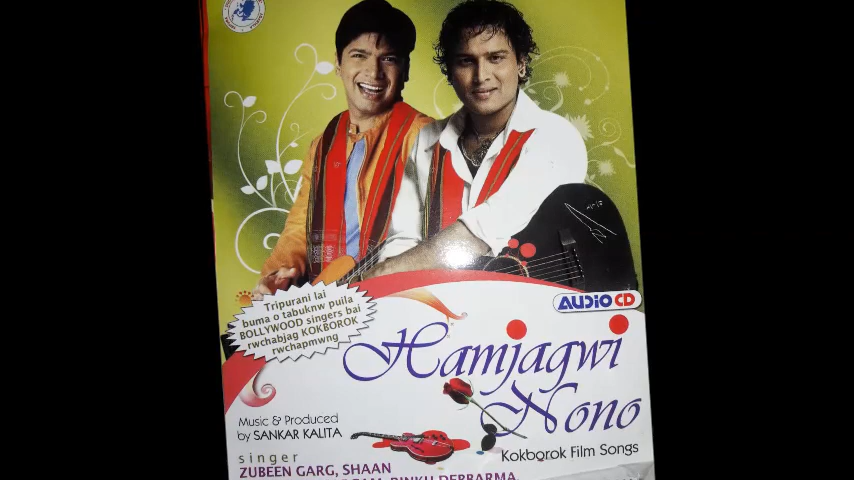 AUDIO CD
Tripurani lai
buma o tabuknw puila
BOLLYWOOD singers bai
rwchabjag KOKBOROK
rwchapmwng
Hamjagwi
Nono
Music & Produced
by SANKAR KALITA
Kokborok Film Songs
singer
ZUBEEN GARG, SHAAN